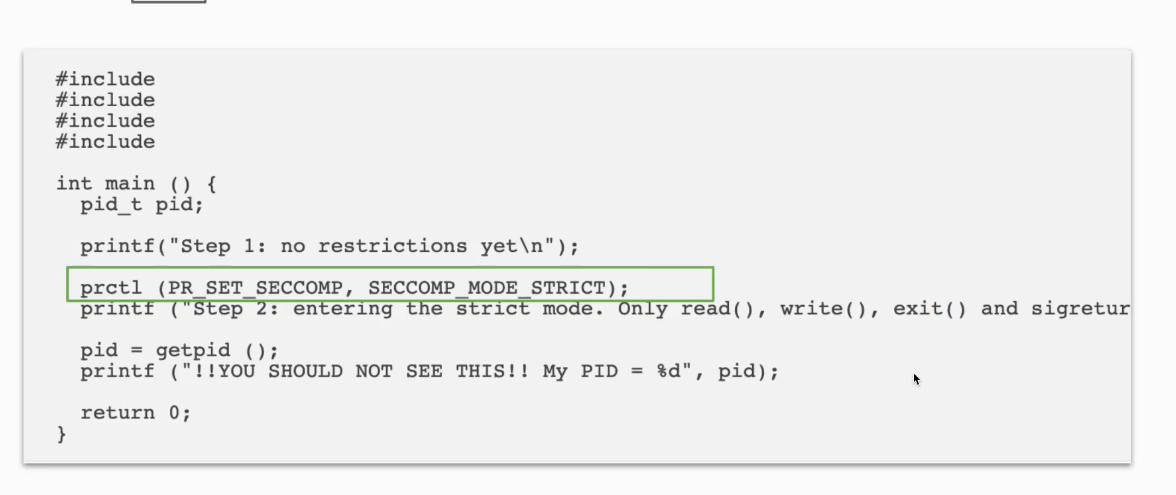 #include
#include
#include
#include
int main () {
pid_t pid;
printf("Step 1: no restrictions yet\n");
prctl (PR_SET_SECCOMP, SECCOMP_MODE_STRICT);
printf ("Step 2: entering the strict mode. Only read(), write(), exit() and sigretur
pid = getpid ();
printf ("!!YOU SHOULD NOT SEE THIS!! My PID = %d", pid);
return 0;
}